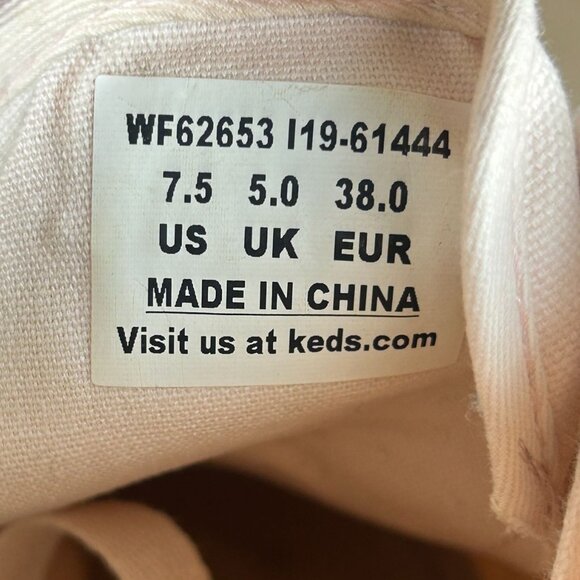 WF62653 I19-61444
7.5 5.0 38.0
US UK EUR
MADE IN CHINA
Visit us at keds.com